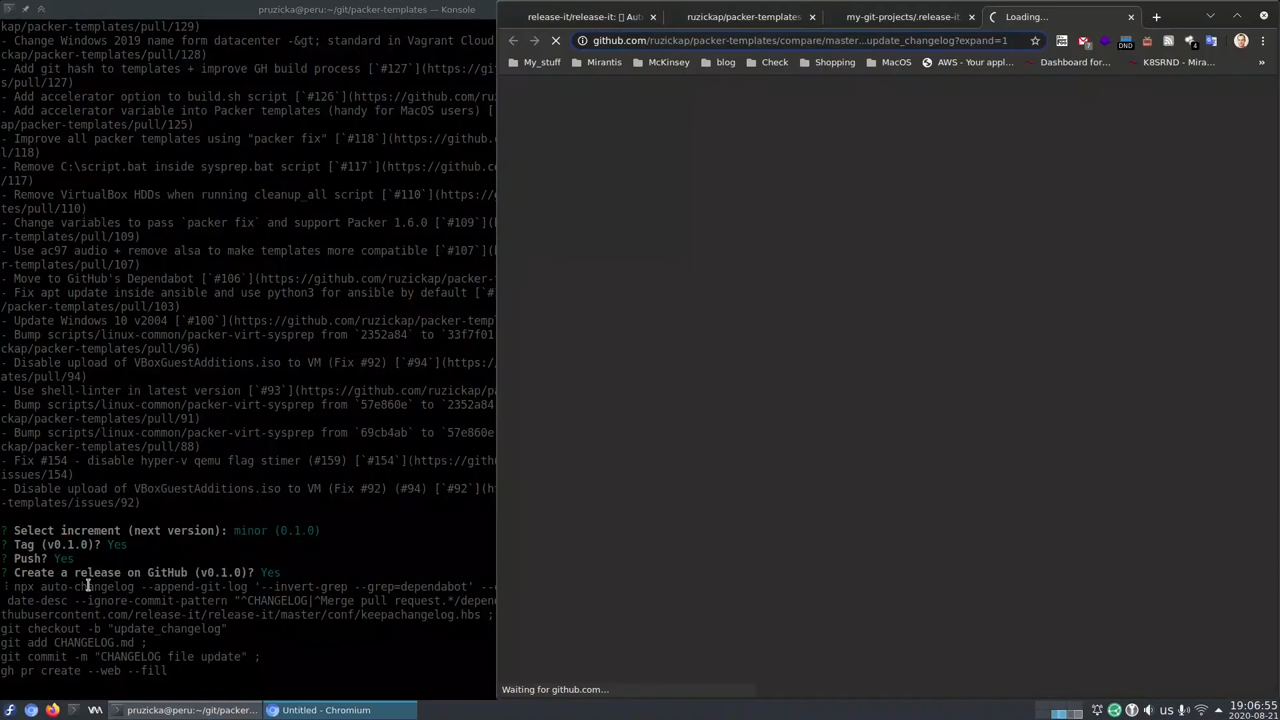 pruzicka@peru:~/git/packer-templates — Konsole
kap/packer-templates/pull/129)
- Change Windows 2019 name form datacenter -&gt; standard in Vagrant Cloud
cap/packer-templates/pull/128)
- Add git hash to templates + improve GH build process [`#127`](https://gith
es/pull/127)
- Add accelerator option to build.sh script [`#126`](https://github.com/ruz
- Add accelerator variable into Packer templates (handy for MacOS users) [
ap/packer-templates/pull/125)
- Improve all packer templates using "packer fix" [`#118`](https://github.
/118)
- Remove C:\script.bat inside sysprep.bat script [`#117`](https://github.co
/117)
- Remove VirtualBox HDDs when running cleanup_all script [`#110`](https://g
tes/pull/110)
- Change variables to pass `packer fix` and support Packer 1.6.0 [`#109`](h
r-templates/pull/109)
- Use ac97 audio + remove alsa to make templates more compatible [`#107`](h
r-templates/pull/107)
- Move to GitHub's Dependabot [`#106`](https://github.com/ruzickap/packer-t
- Fix apt update inside ansible and use python3 for ansible by default [`#
/packer-templates/pull/103)
- Update Windows 10 v2004 [`#100`](https://github.com/ruzickap/packer-templ
- Bump scripts/linux-common/packer-virt-sysprep from `2352a84` to `33f7f01
ckap/packer-templates/pull/96)
- Disable upload of VBoxGuestAdditions.iso to VM (Fix #92) [`#94`](https:/
ates/pull/94)
- Use shell-linter in latest version [`#93`](https://github.com/ruzickap/p
- Bump scripts/linux-common/packer-virt-sysprep from `57e860e` to `2352a84
ckap/packer-templates/pull/91)
- Bump scripts/linux-common/packer-virt-sysprep from `69cb4ab` to `57e860e
ckap/packer-templates/pull/88)
- Fix #154 - disable hyper-v qemu flag stimer (#159) [`#154`](https://gith
issues/154)
- Disable upload of VBoxGuestAdditions.iso to VM (Fix #92) (#94) [`#92`](ht
-templates/issues/92)
? Select increment (next version): minor (0.1.0)
? Tag (v0.1.0)? Yes
? Push? Yes
? Create a release on GitHub (v0.1.0)? Yes
npx auto-changelog --append-git-log '--invert-grep --grep=dependabot' --
date-desc --ignore-commit-pattern "^CHANGELOG|^Merge pull request.*/depen
thubusercontent.com/release-it/release-it/master/conf/keepachangelog.hbs ;
git checkout -b "update_changelog"
git add CHANGELOG.md ;
git commit -m "CHANGELOG file update" ;
gh pr create --web --fill
release-it/release-it: Aut
ruzickap/packer-templates
my-git-projects/.release-it
Loading...
github.com/ruzickap/packer-templates/compare/master...update_changelog?expand=1
My_stuff Mirantis McKinsey blog Check Shopping MacOS AWS - Your appl... Dashboard for... K8SRND - Mira... »
Waiting for github.com...
pruzicka@peru:~/git/packer...
Untitled - Chromium
us
19:06:55
2020-08-21